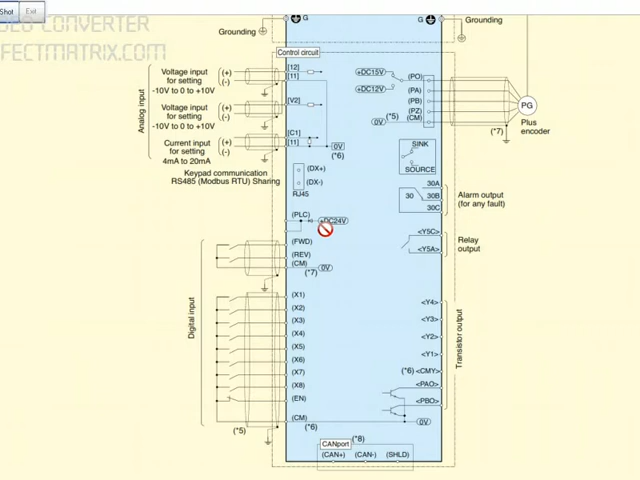 Shot
Exit
DEO CONVERTER
FECTMATRIX.COM
G
G
Grounding
Grounding
Control circuit
Analog input
Voltage input
for setting
-10V to 0 to +10V
(+)
(-)
[12]
[11]
Voltage input
for setting
-10V to 0 to +10V
(+)
(-)
[V2]
Current input
for setting
4mA to 20mA
(+)
(-)
[C1]
[11]
0V
(*6)
Keypad communication
RS485 (Modbus RTU) Sharing
(DX+)
(DX-)
RJ45
(PLC)
+DC24V
(FWD)
(REV)
(CM)
0V
(*7)
Digital input
(X1)
(X2)
(X3)
(X4)
(X5)
(X6)
(X7)
(X8)
(EN)
(CM)
(*6)
(*5)
+DC15V
+DC12V
(*5)
0V
(PO)
(PA)
(PB)
(PZ)
(CM)
(*7)
PG
Plus
encoder
SINK
SOURCE
30
30A
30B
30C
Alarm output
(for any fault)
<Y5C>
<Y5A>
Relay
output
<Y4>
<Y3>
<Y2>
<Y1>
(*6) <CMY>
<PAO>
<PBO>
0V
Transistor output
CANport
(*8)
(CAN+)
(CAN-)
(SHLD)